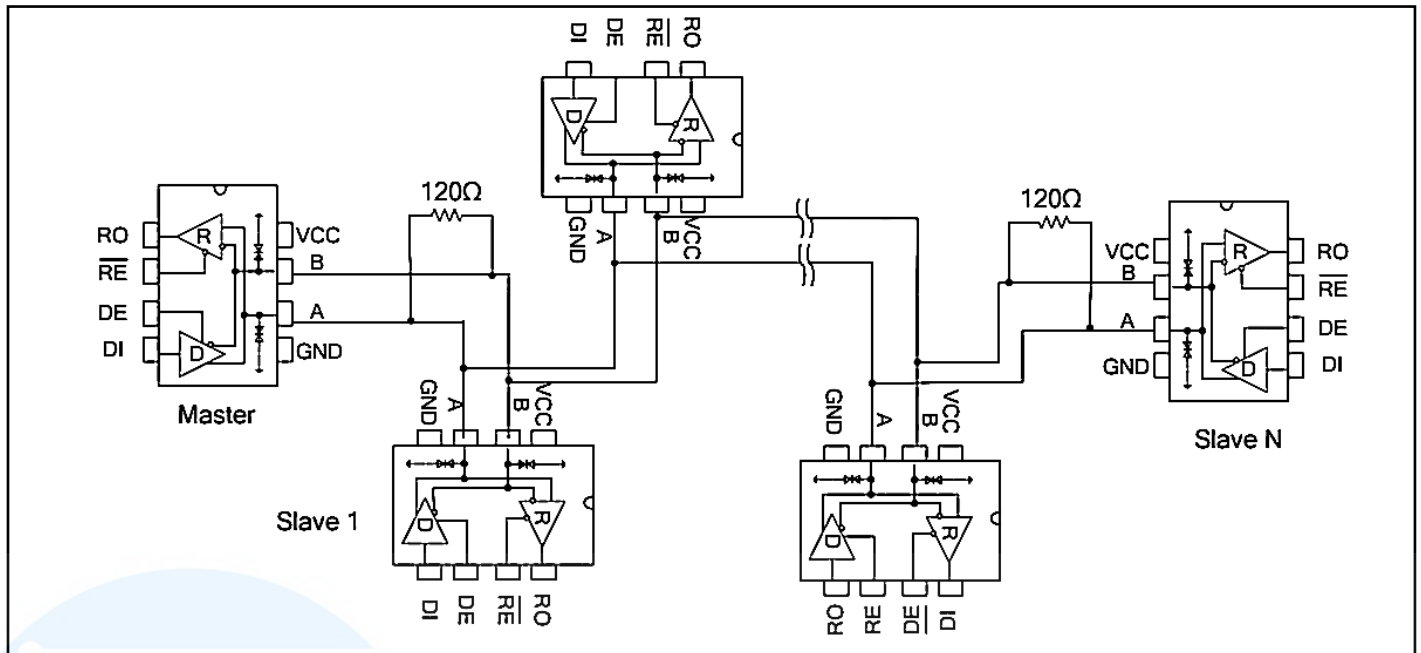 DI DE RE RO
GND A B VCC
120Ω
RO
RE
DE
DI
R
D
VCC
B
A
GND
Master
D R
GND A B VCC
D R
DI DE RE RO
Slave 1
GND A B VCC
D R
RO RE DE DI
120Ω
VCC
B
A
GND
R
D
RO
RE
DE
DI
Slave N